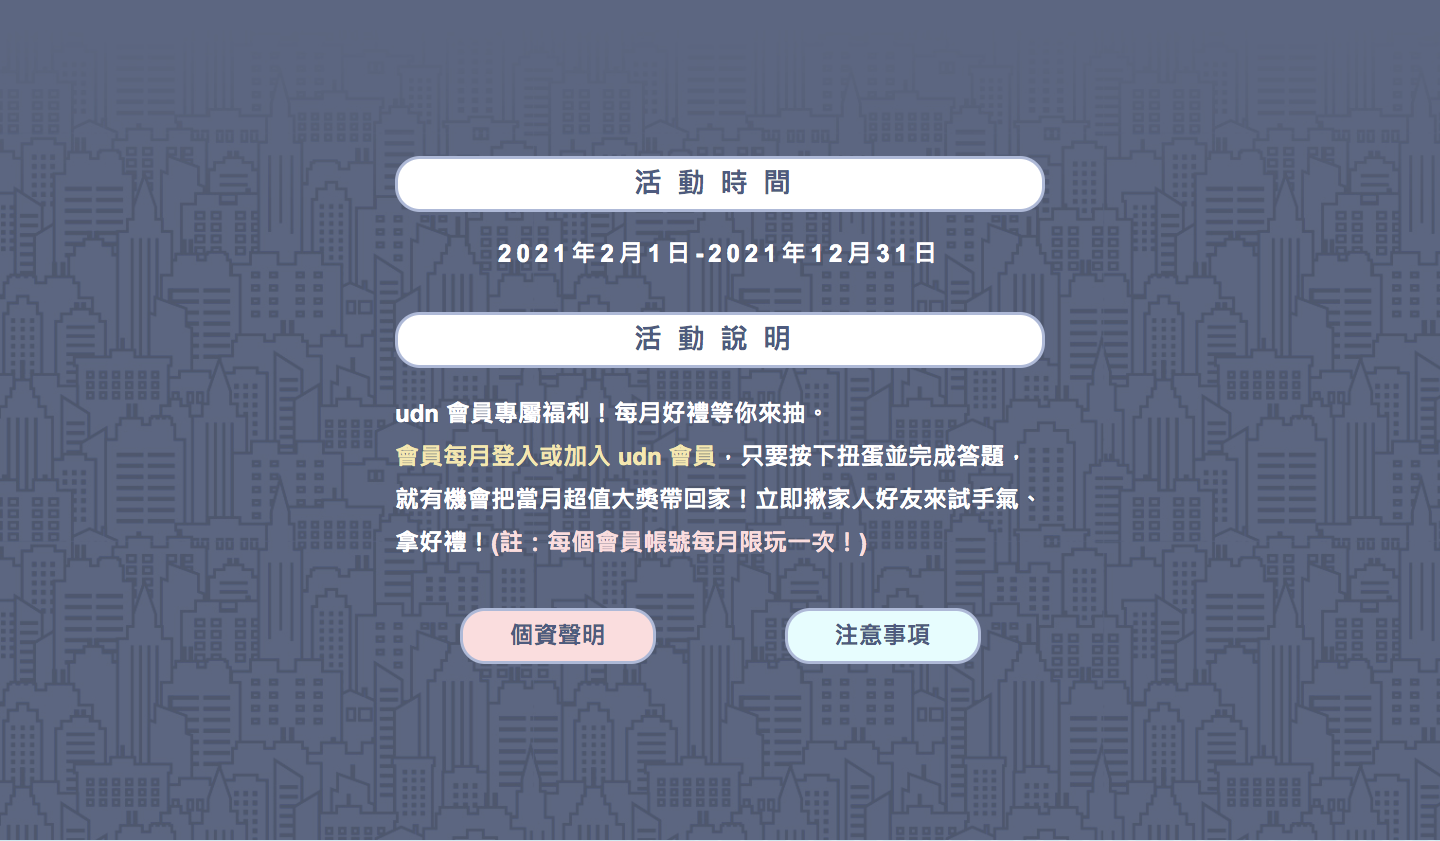 活動時間
2021年2月1日-2021年12月31日
活動說明
udn 會員專屬福利！每月好禮等你來抽。
會員每月登入或加入 udn 會員，只要按下扭蛋並完成答題，
就有機會把當月超值大獎帶回家！立即揪家人好友來試手氣、
拿好禮！(註：每個會員帳號每月限玩一次！)
個資聲明
注意事項